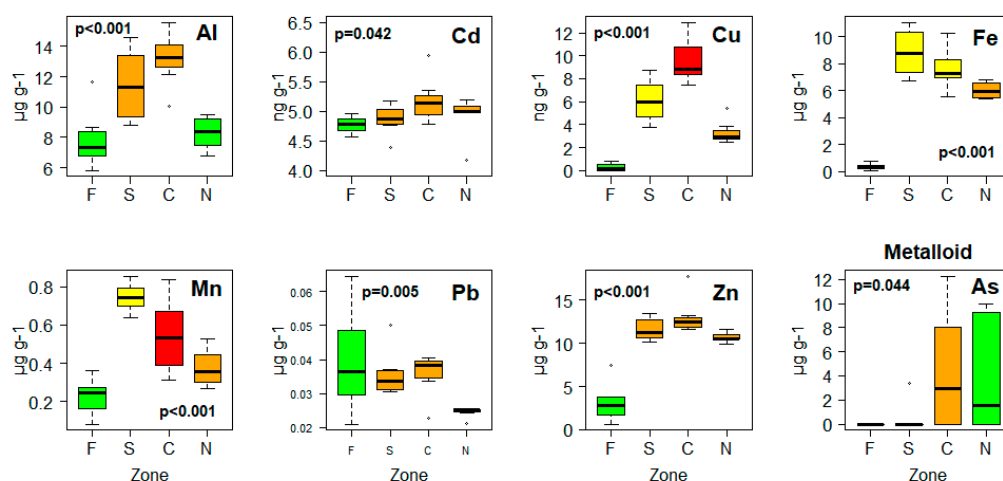 p<0.001 Al
µg g-1
14
12
10
8
6
F S C N
p=0.042 Cd
ng g-1
6.5
6.0
5.5
5.0
4.5
4.0
F S C N
p<0.001 Cu
ng g-1
12
10
8
6
4
2
0
F S C N
Fe
µg g-1
10
8
6
4
2
0
p<0.001
F S C N
Mn
µg g-1
0.8
0.6
0.4
0.2
p<0.001
F S C N
Zone
p=0.005 Pb
µg g-1
0.06
0.05
0.04
0.03
0.02
F S C N
Zone
p<0.001 Zn
µg g-1
15
10
5
0
F S C N
Zone
Metalloid
p=0.044 As
µg g-1
12
10
8
6
4
2
0
F S C N
Zone